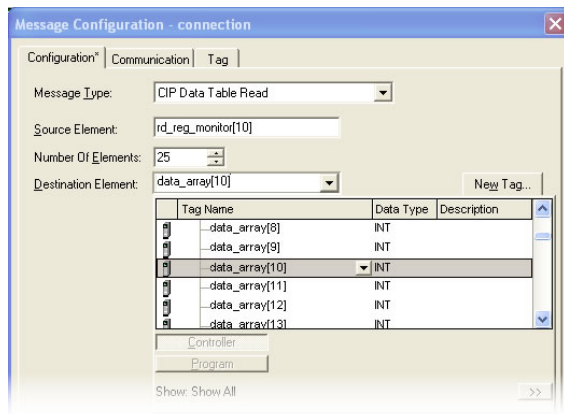 Message Configuration - connection
Configuration* Communication Tag
Message Type: CIP Data Table Read
Source Element: rd_reg_monitor[10]
Number Of Elements: 25
Destination Element: data_array[10] New Tag...
Tag Name Data Type Description
data_array[8] INT
data_array[9] INT
data_array[10] INT
data_array[11] INT
data_array[12] INT
data_array[13] INT
Controller
Program
Show: Show All >>